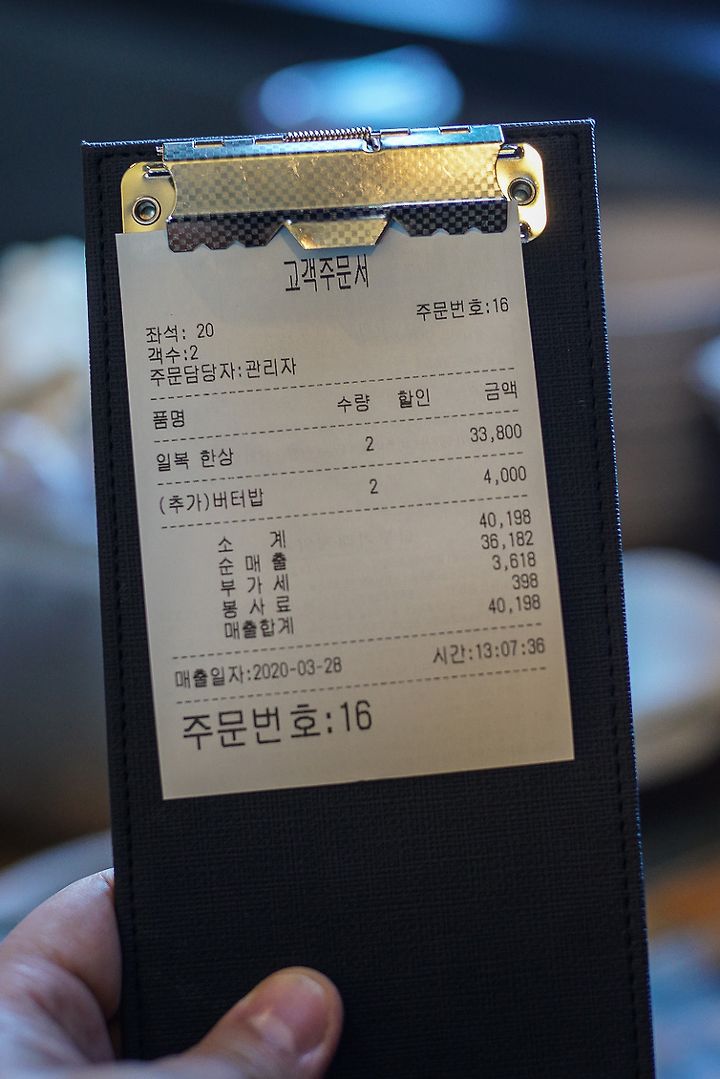 고객주문서
주문번호:16
좌석: 20
객수:2
주문담당자:관리자
품명 수량 할인 금액
일복 한상 2 33,800
(추가)버터밥 2 4,000
소 계 40,198
순 매 출 36,182
부 가 세 3,618
봉 사 료 398
매출합계 40,198
매출일자:2020-03-28 시간:13:07:36
주문번호:16